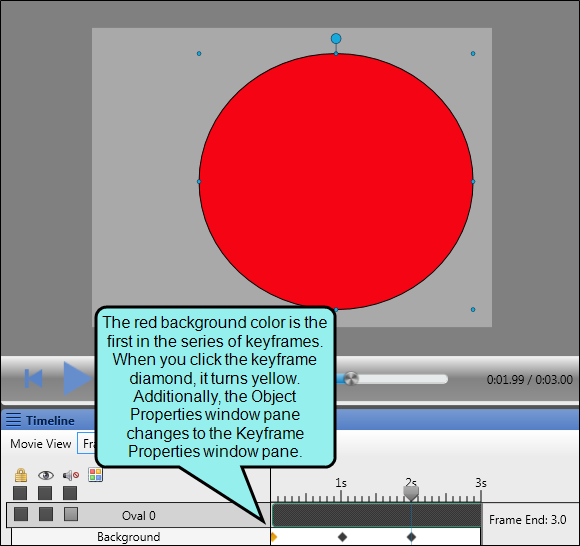 The red background color is the
first in the series of keyframes.
When you click the keyframe
diamond, it turns yellow.
Additionally, the Object
Properties window pane
changes to the Keyframe
Properties window pane.
0:01.99 / 0:03.00
Timeline
Movie View Fra
1s 2s 3s
Oval 0 Frame End: 3.0
Background